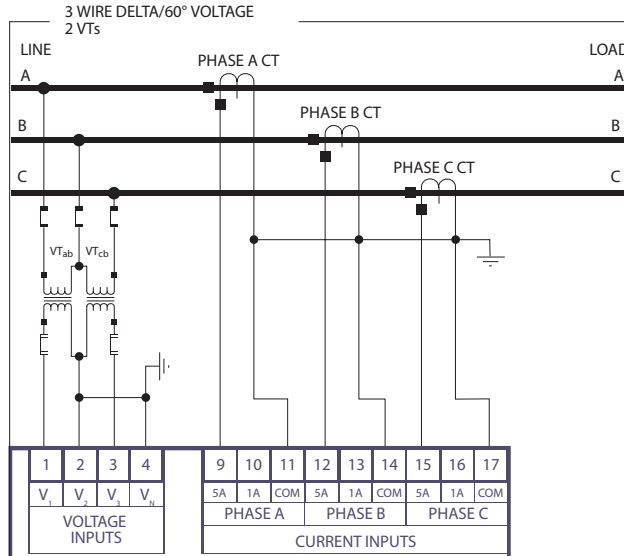 3 WIRE DELTA/60° VOLTAGE
2 VTs
LINE
LOAD
PHASE A CT
A
A
PHASE B CT
B
B
PHASE C CT
C
C
VTab
VTcb
1 2 3 4 9 10 11 12 13 14 15 16 17
V1 V2 V3 VN 5A 1A COM 5A 1A COM 5A 1A COM
VOLTAGE
INPUTS
PHASE A PHASE B PHASE C
CURRENT INPUTS